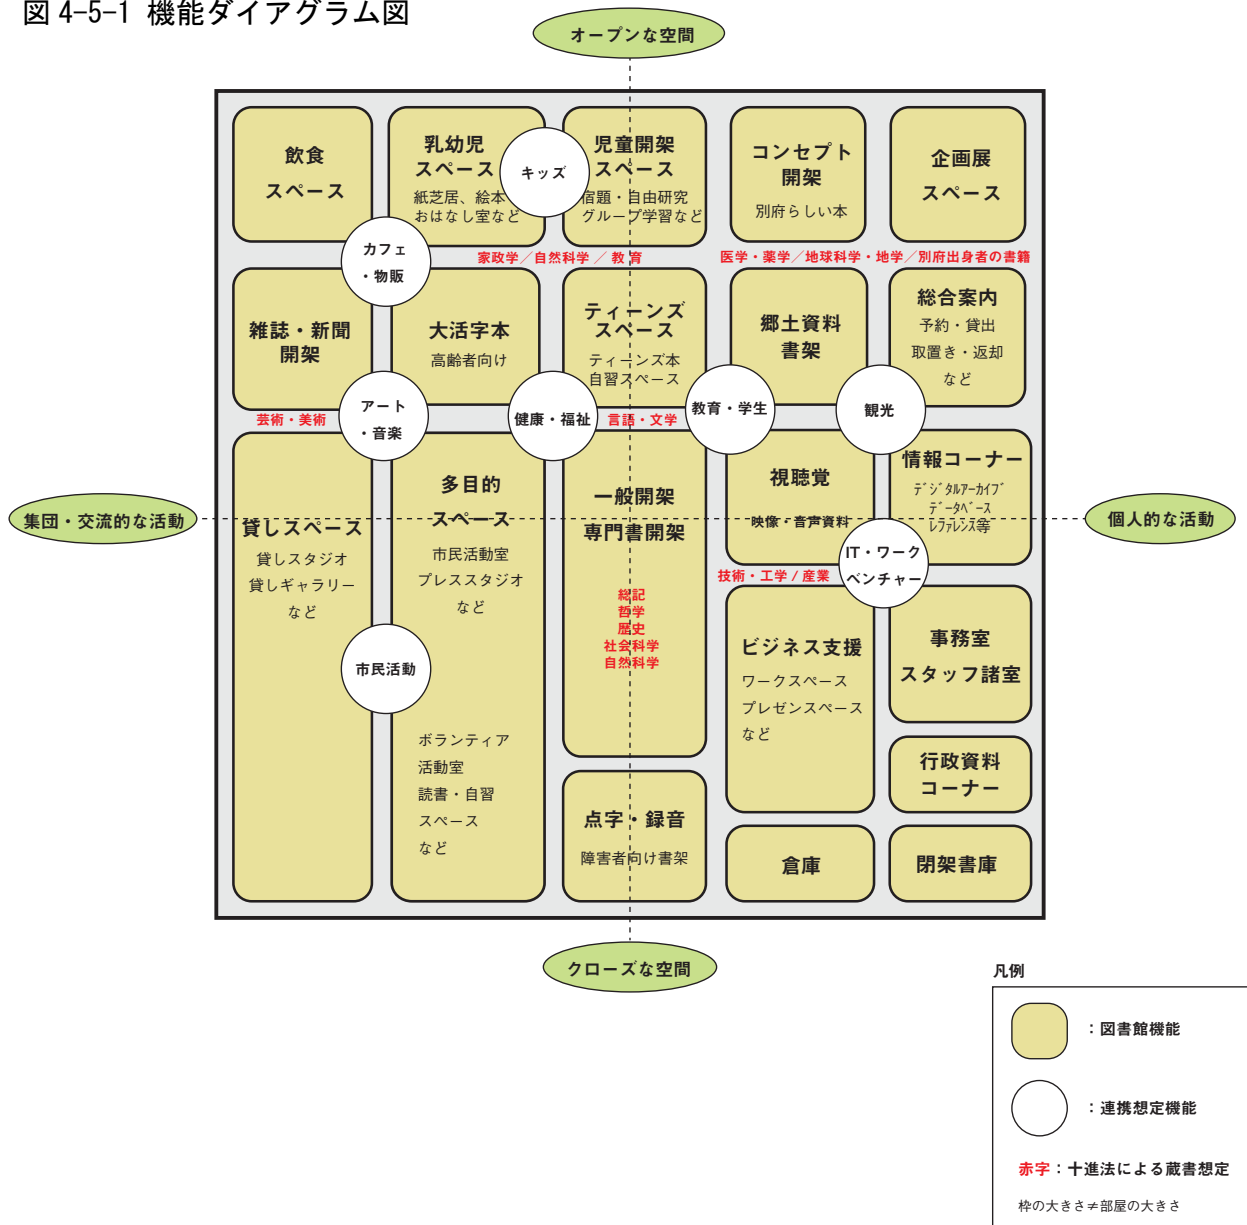 図 4-5-1 機能ダイアグラム図
オープンな空間
飲食
スペース
乳幼児
スペース
紙芝居、絵本
おはなし室など
キッズ
児童開架
スペース
宿題・自由研究
グループ学習など
コンセプト
開架
別府らしい本
企画展
スペース
カフェ
・物販
家政学／自然科学 ／ 教 育
医学・薬学／地球科学・地学／別府出身者の書籍
雑誌・新聞
開架
大活字本
高齢者向け
ティーンズ
スペース
ティーンズ本
自習スペース
郷土資料
書架
総合案内
予約・貸出
取置き・返却
など
芸術・美術
アート
・音楽
健康・福祉
言語・文学
教育・学生
観光
集団・交流的な活動
個人的な活動
貸しスペース
貸しスタジオ
貸しギャラリー
など
多目的
スペース
市民活動室
プレススタジオ
など
ボランティア
活動室
読書・自習
スペース
など
市民活動
一般開架
専門書開架
総記
哲学
歴史
社会科学
自然科学
視聴覚
映像・音声資料
情報コーナー
ﾃﾞｼﾞﾀﾙｱｰｶｲﾌﾞ
ﾃﾞｰﾀﾍﾞｰｽ
ﾚﾌｧﾚﾝｽ等
IT・ワーク
ベンチャー
技術・工学 / 産業
ビジネス支援
ワークスペース
プレゼンスペース
など
事務室
スタッフ諸室
行政資料
コーナー
点字・録音
障害者向け書架
倉庫
閉架書庫
クローズな空間
凡例
：図書館機能
：連携想定機能
赤字：十進法による蔵書想定
枠の大きさ≠部屋の大きさ